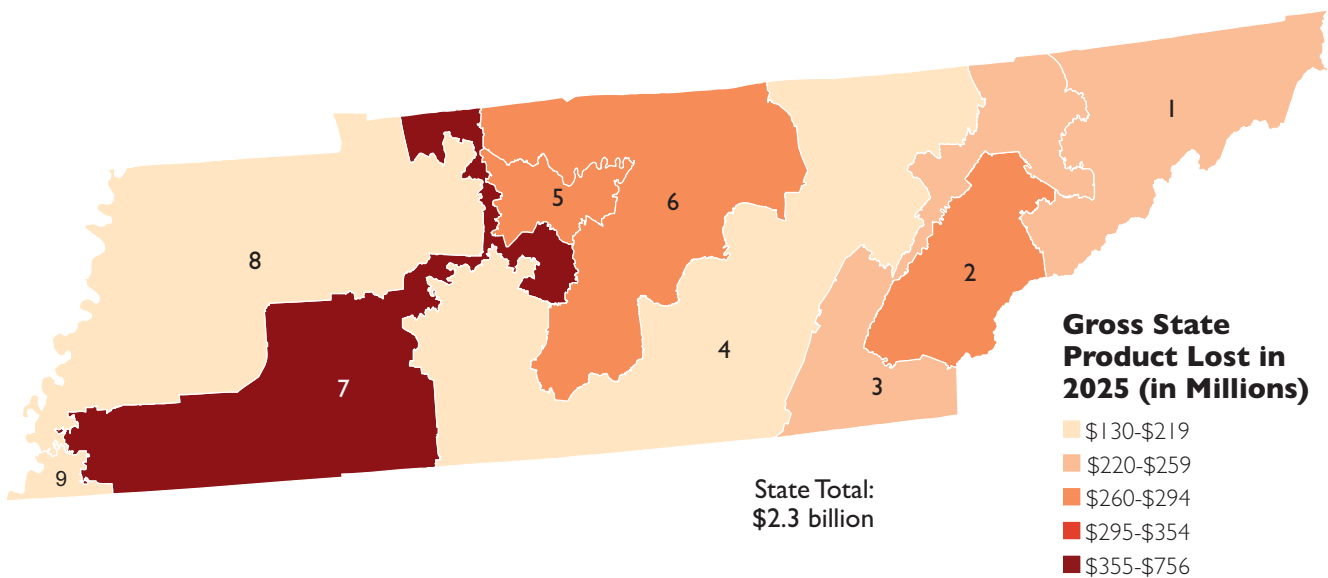 1
5
6
8
2
4
7
3
9
Gross State
Product Lost in
2025 (in Millions)
$130-$219
$220-$259
$260-$294
$295-$354
$355-$756
State Total:
$2.3 billion